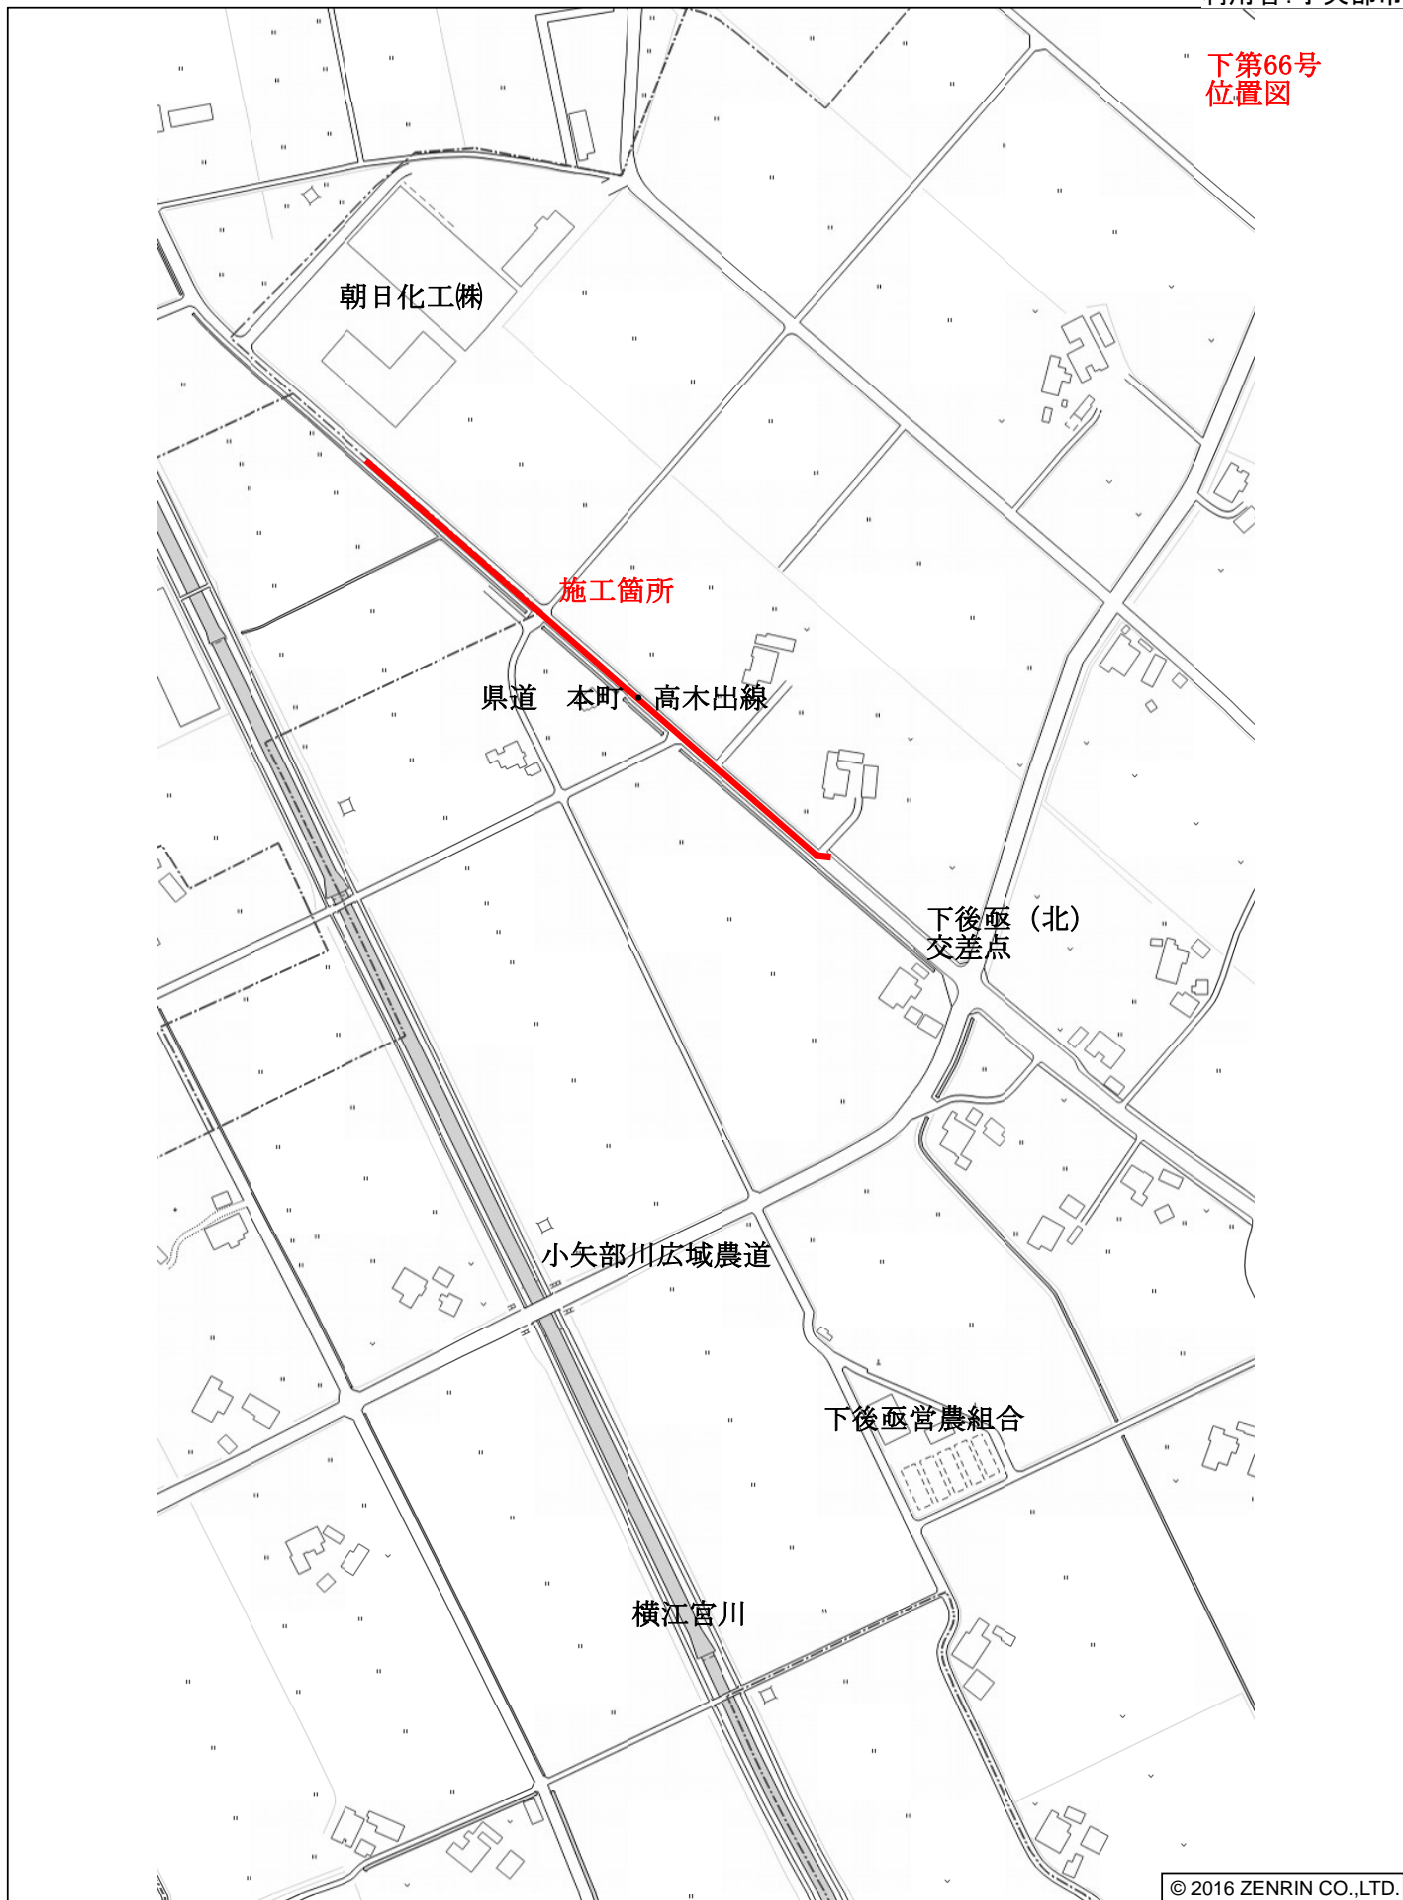 下第66号
位置図
朝日化工㈱
施工箇所
県道　本町・高木出線
下後亟（北）
交差点
小矢部川広域農道
下後亟営農組合
横江宮川
© 2016 ZENRIN CO.,LTD.